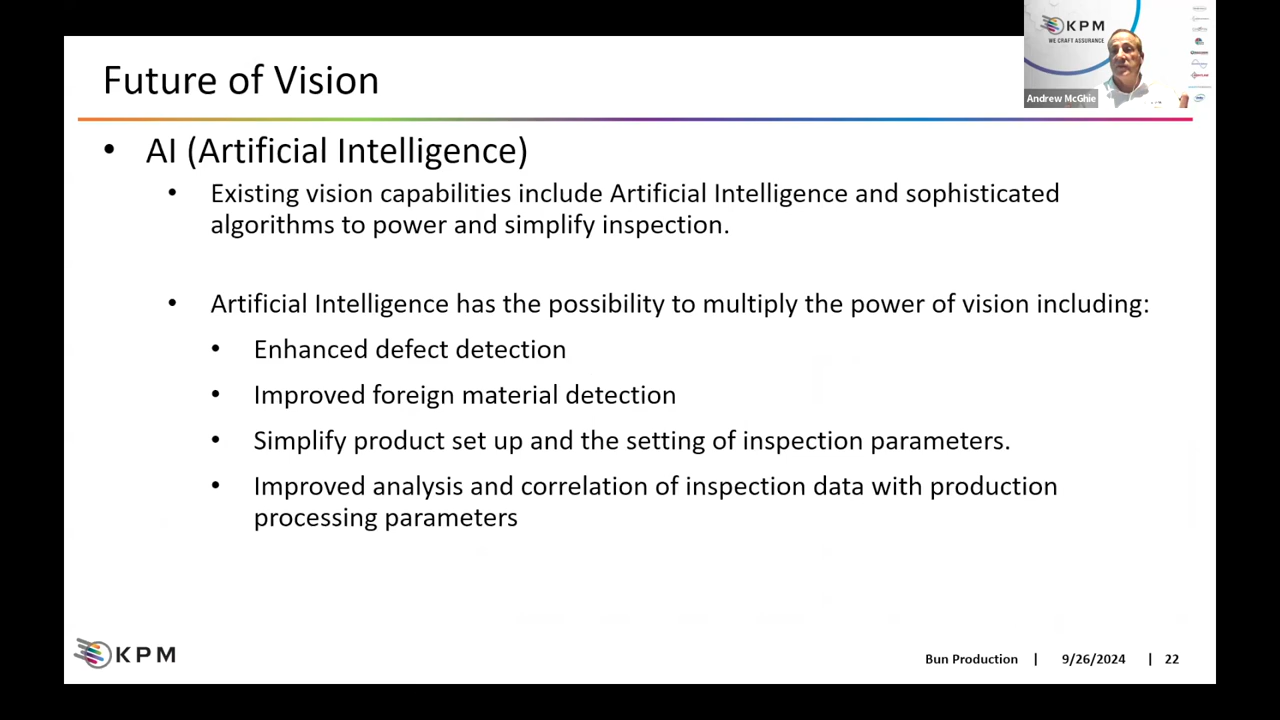 KPM
WE CRAFT ASSURANCE
Andrew McGhie
Future of Vision
• AI (Artificial Intelligence)
• Existing vision capabilities include Artificial Intelligence and sophisticated
algorithms to power and simplify inspection.
• Artificial Intelligence has the possibility to multiply the power of vision including:
• Enhanced defect detection
• Improved foreign material detection
• Simplify product set up and the setting of inspection parameters.
• Improved analysis and correlation of inspection data with production
processing parameters
KPM
Bun Production | 9/26/2024 | 22